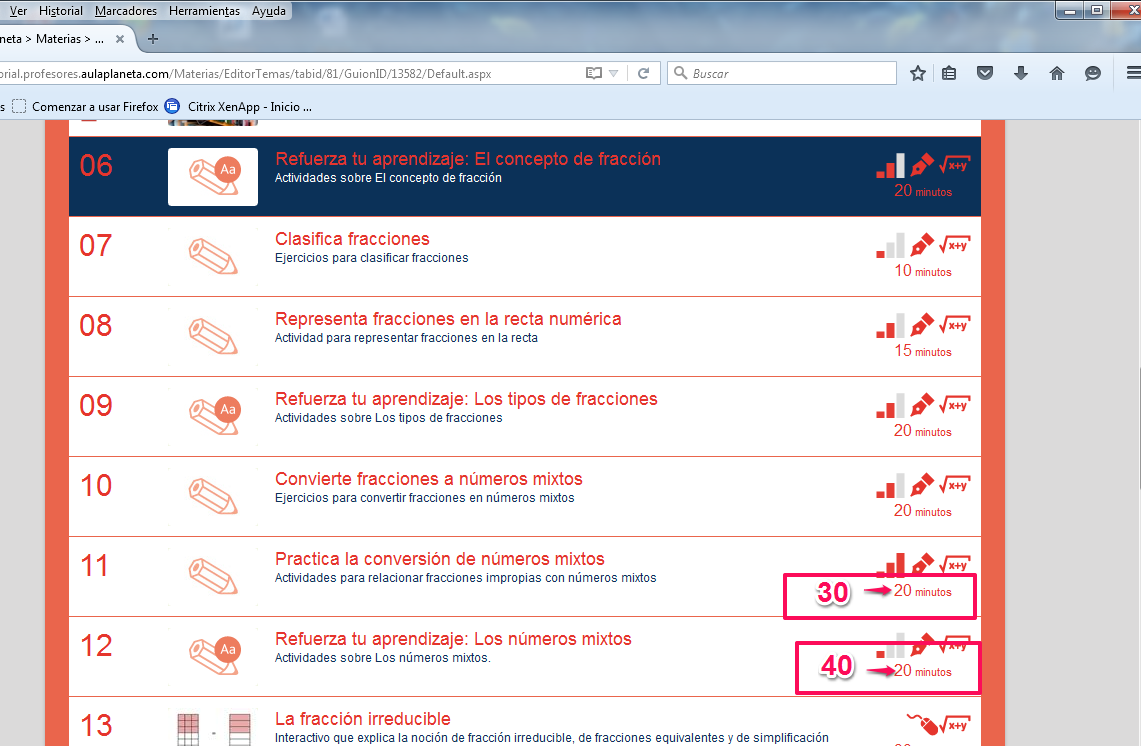 Ver Historial Marcadores Herramientas Ayuda
neta > Materias > ... × +
orial.profesores.aulaplaneta.com/Materias/EditorTemas/tabid/81/GuionID/13582/Default.aspx Buscar
s Comenzar a usar Firefox Citrix XenApp - Inicio ...
06 Aa Refuerza tu aprendizaje: El concepto de fracción √x+y
Actividades sobre El concepto de fracción
20 minutos
07 Clasifica fracciones √x+y
Ejercicios para clasificar fracciones
10 minutos
08 Representa fracciones en la recta numérica √x+y
Actividad para representar fracciones en la recta
15 minutos
09 Aa Refuerza tu aprendizaje: Los tipos de fracciones √x+y
Actividades sobre Los tipos de fracciones
20 minutos
10 Convierte fracciones a números mixtos √x+y
Ejercicios para convertir fracciones en números mixtos
20 minutos
11 Practica la conversión de números mixtos √x+y
Actividades para relacionar fracciones impropias con números mixtos
30 20 minutos
12 Aa Refuerza tu aprendizaje: Los números mixtos √x+y
Actividades sobre Los números mixtos.
40 20 minutos
13 La fracción irreducible √x+y
Interactivo que explica la noción de fracción irreducible, de fracciones equivalentes y de simplificación